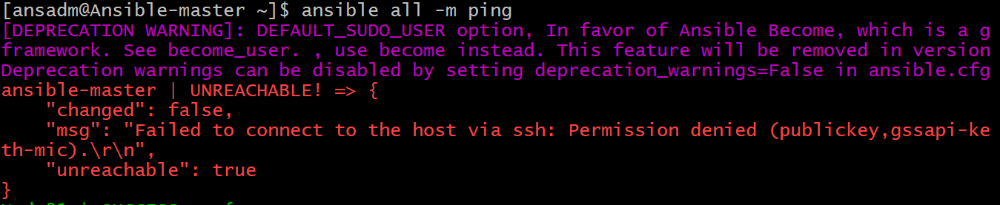 [ansadm@Ansible-master ~]$ ansible all -m ping
[DEPRECATION WARNING]: DEFAULT_SUDO_USER option, In favor of Ansible Become, which is a g
framework. See become_user. , use become instead. This feature will be removed in version
Deprecation warnings can be disabled by setting deprecation_warnings=False in ansible.cfg
ansible-master | UNREACHABLE! => {
    "changed": false,
    "msg": "Failed to connect to the host via ssh: Permission denied (publickey,gssapi-ke
th-mic).\r\n",
    "unreachable": true
}